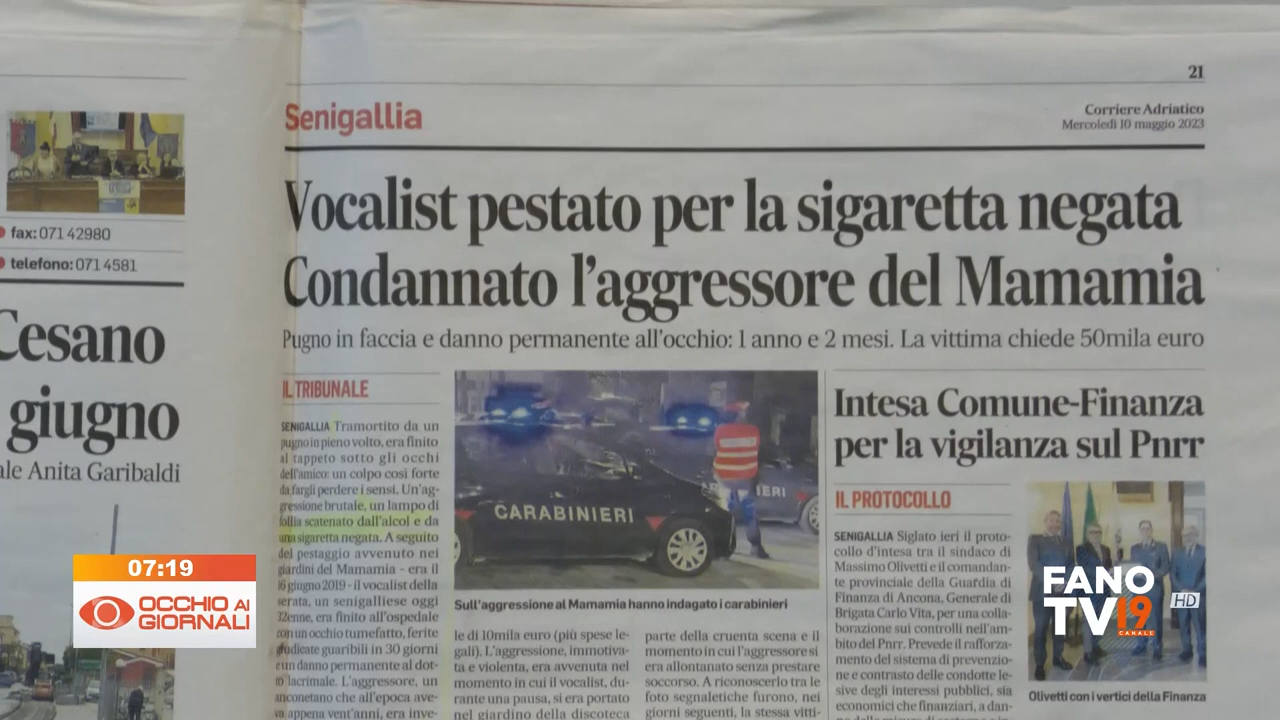 21
Senigallia
Corriere Adriatico
Mercoledì 10 maggio 2023
Vocalist pestato per la sigaretta negata
Condannato l'aggressore del Mamamia
Pugno in faccia e danno permanente all'occhio: 1 anno e 2 mesi. La vittima chiede 50mila euro
fax: 071 42980
telefono: 071 4581
Cesano
giugno
ale Anita Garibaldi
IL TRIBUNALE
SENIGALLIA Tramortito da un
pugno in pieno volto, era finito
al tappeto sotto gli occhi
dell'amico: un colpo così forte
da fargli perdere i sensi. Un'ag-
gressione brutale, un lampo di
follia scatenato dall'alcol e da
una sigaretta negata. A seguito
del pestaggio avvenuto nei
giardini del Mamamia - era il
16 giugno 2019 - il vocalist della
serata, un senigalliese oggi
32enne, era finito all'ospedale
con un occhio tumefatto, ferite
giudicate guaribili in 30 giorni
e un danno permanente al dot-
to lacrimale. L'aggressore, un
anconetano che all'epoca ave-
va appena vent'anni, era inve-
CARABINIERI
IERI
Sull'aggressione al Mamamia hanno indagato i carabinieri
le di 10mila euro (più spese le-
gali). L'aggressione, immotiva-
ta e violenta, era avvenuta nel
momento in cui il vocalist, du-
rante una pausa, si era portato
nel giardino della discoteca
parte della cruenta scena e il
momento in cui l'aggressore si
era allontanato senza prestare
soccorso. A riconoscerlo tra le
foto segnaletiche furono, nei
giorni seguenti, la stessa vitti-
Intesa Comune-Finanza
per la vigilanza sul Pnrr
IL PROTOCOLLO
SENIGALLIA Siglato ieri il proto-
collo d'intesa tra il sindaco di
Massimo Olivetti e il comandan-
te provinciale della Guardia di
Finanza di Ancona, Generale di
Brigata Carlo Vita, per una colla-
borazione sui controlli nell'am-
bito del Pnrr. Prevede il rafforza-
mento del sistema di prevenzio-
ne e contrasto delle condotte le-
sive degli interessi pubblici, sia
economici che finanziari, a dan-
Olivetti con i vertici della Finanza
07:19
OCCHIO AI
GIORNALI
FANO
TV 19
CANALE
HD